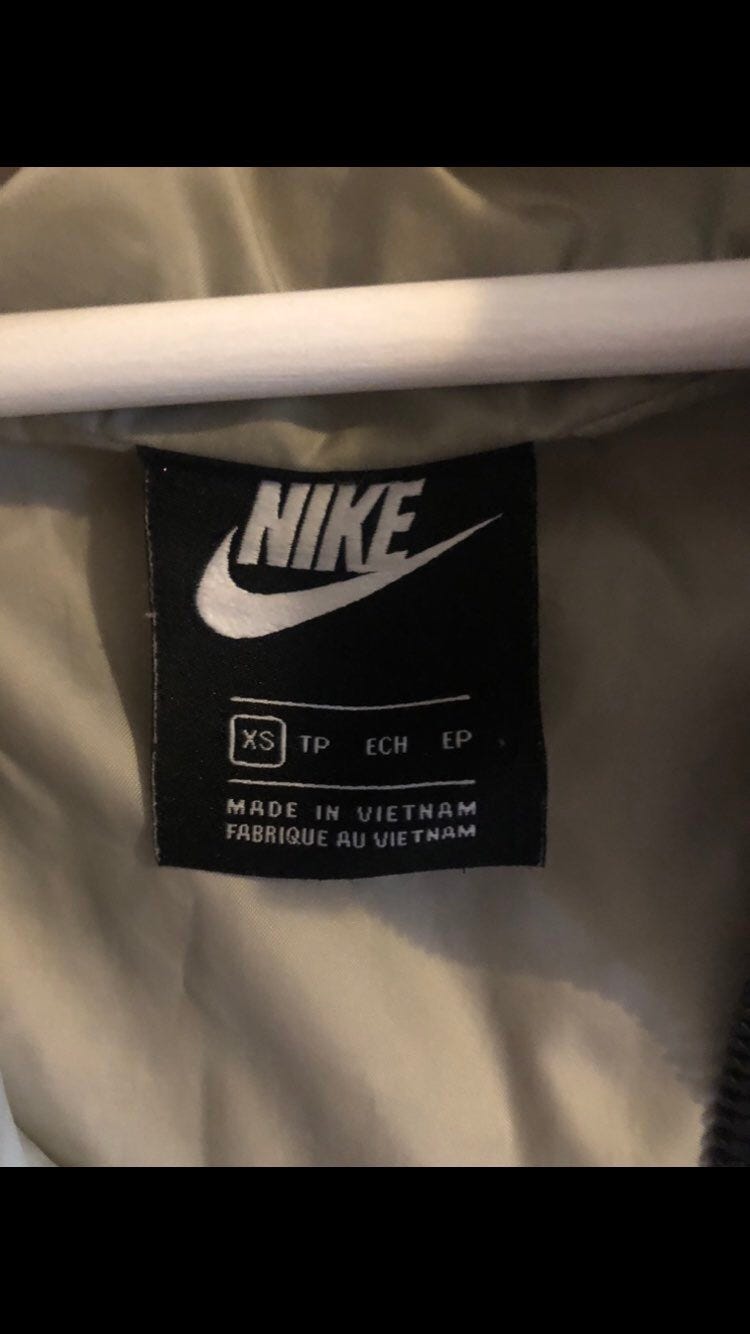 NIKE
XS TP ECH EP
MADE IN VIETNAM
FABRIQUE AU VIETNAM